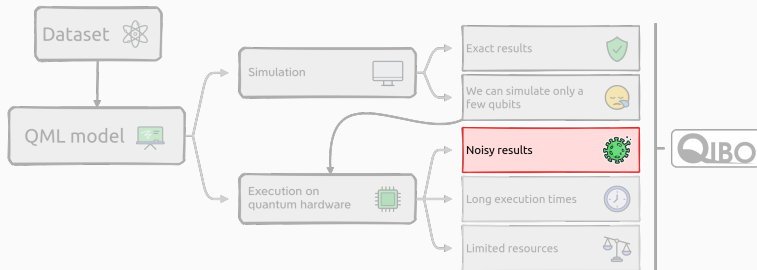 Dataset
QML model
Simulation
Execution on
quantum hardware
Exact results
We can simulate only a
few qubits
Noisy results
Long execution times
Limited resources
QIBO